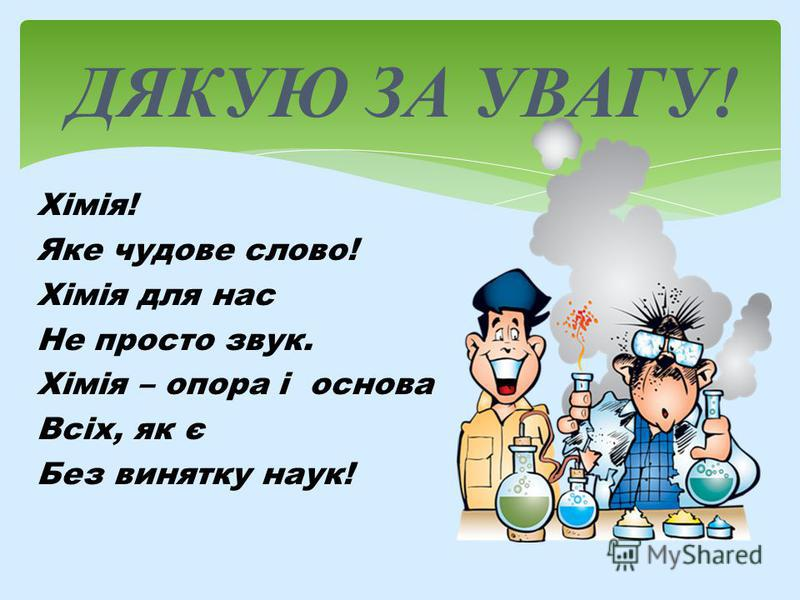 ДЯКУЮ ЗА УВАГУ!
Хімія!
Яке чудове слово!
Хімія для нас
Не просто звук.
Хімія – опора і основа
Всіх, як є
Без винятку наук!
MyShared